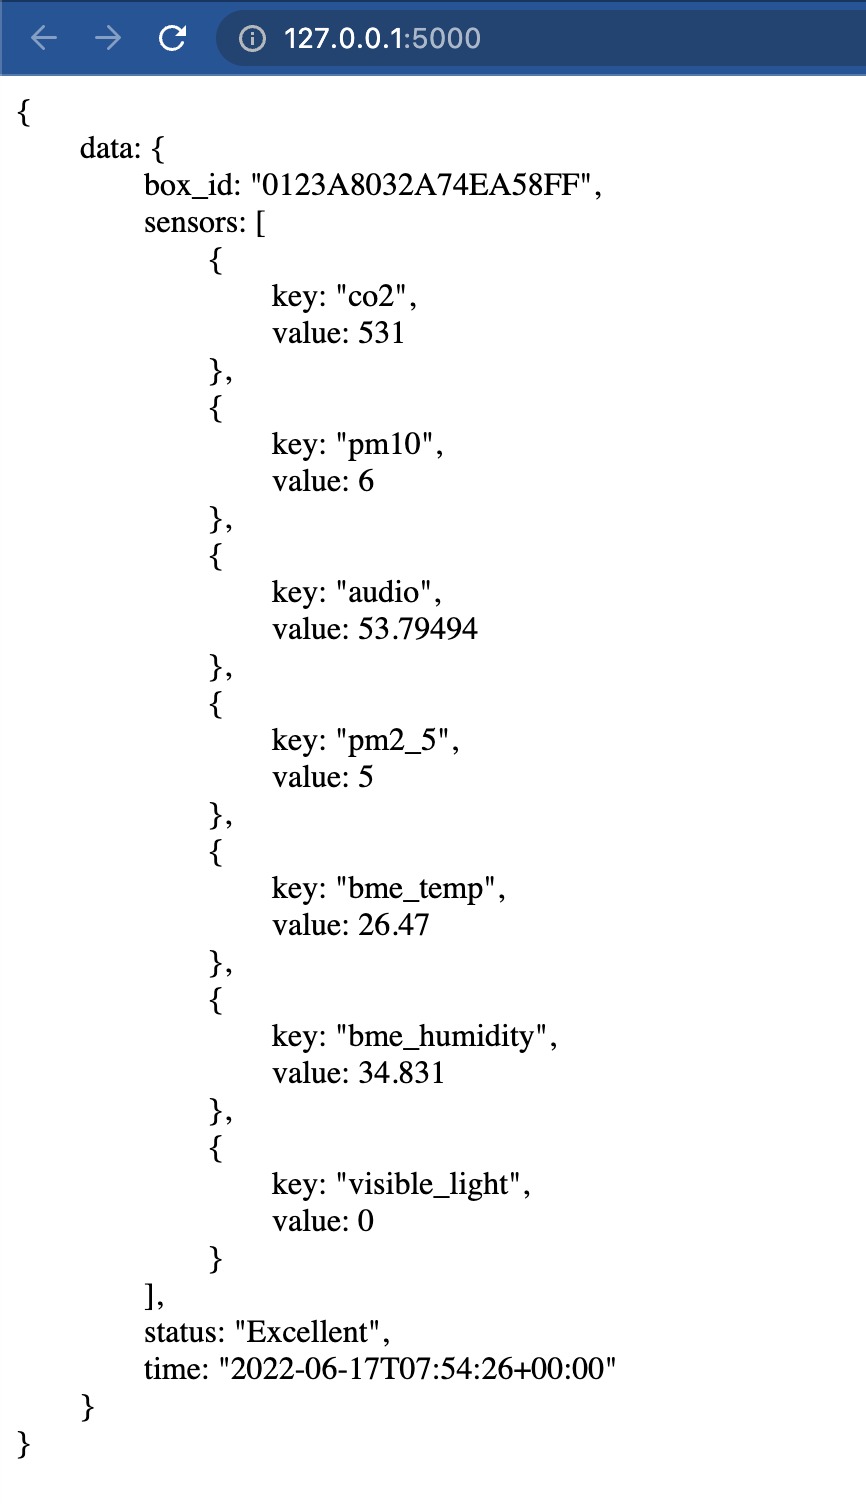 127.0.0.1:5000
{
data: {
box_id: "0123A8032A74EA58FF",
sensors: [
{
key: "co2",
value: 531
},
{
key: "pm10",
value: 6
},
{
key: "audio",
value: 53.79494
},
{
key: "pm2_5",
value: 5
},
{
key: "bme_temp",
value: 26.47
},
{
key: "bme_humidity",
value: 34.831
},
{
key: "visible_light",
value: 0
}
],
status: "Excellent",
time: "2022-06-17T07:54:26+00:00"
}
}